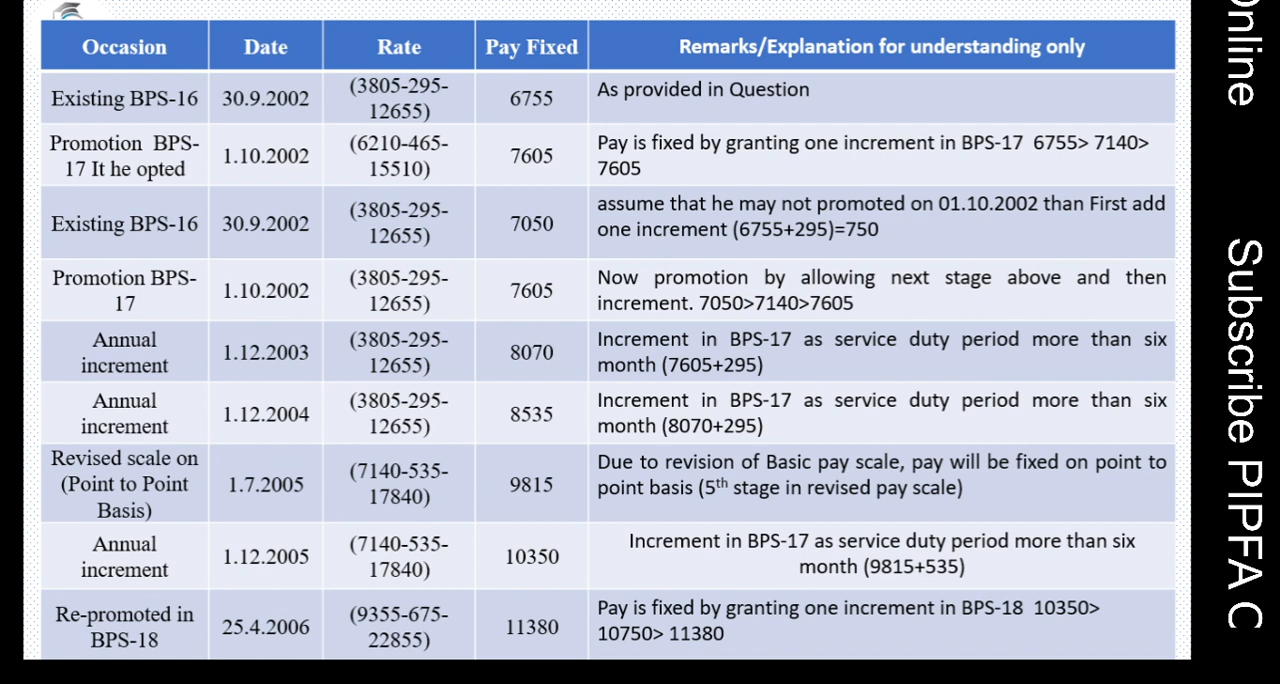 Occasion Date Rate Pay Fixed Remarks/Explanation for understanding only
Existing BPS-16 30.9.2002 (3805-295-
12655) 6755 As provided in Question
Promotion BPS-
17 It he opted 1.10.2002 (6210-465-
15510) 7605 Pay is fixed by granting one increment in BPS-17 6755> 7140>
7605
Existing BPS-16 30.9.2002 (3805-295-
12655) 7050 assume that he may not promoted on 01.10.2002 than First add
one increment (6755+295)=750
Promotion BPS-
17 1.10.2002 (3805-295-
12655) 7605 Now promotion by allowing next stage above and then
increment. 7050>7140>7605
Annual
increment 1.12.2003 (3805-295-
12655) 8070 Increment in BPS-17 as service duty period more than six
month (7605+295)
Annual
increment 1.12.2004 (3805-295-
12655) 8535 Increment in BPS-17 as service duty period more than six
month (8070+295)
Revised scale on
(Point to Point
Basis) 1.7.2005 (7140-535-
17840) 9815 Due to revision of Basic pay scale, pay will be fixed on point to
point basis (5th stage in revised pay scale)
Annual
increment 1.12.2005 (7140-535-
17840) 10350 Increment in BPS-17 as service duty period more than six
month (9815+535)
Re-promoted in
BPS-18 25.4.2006 (9355-675-
22855) 11380 Pay is fixed by granting one increment in BPS-18 10350>
10750> 11380
Online Subscribe PIPFA C